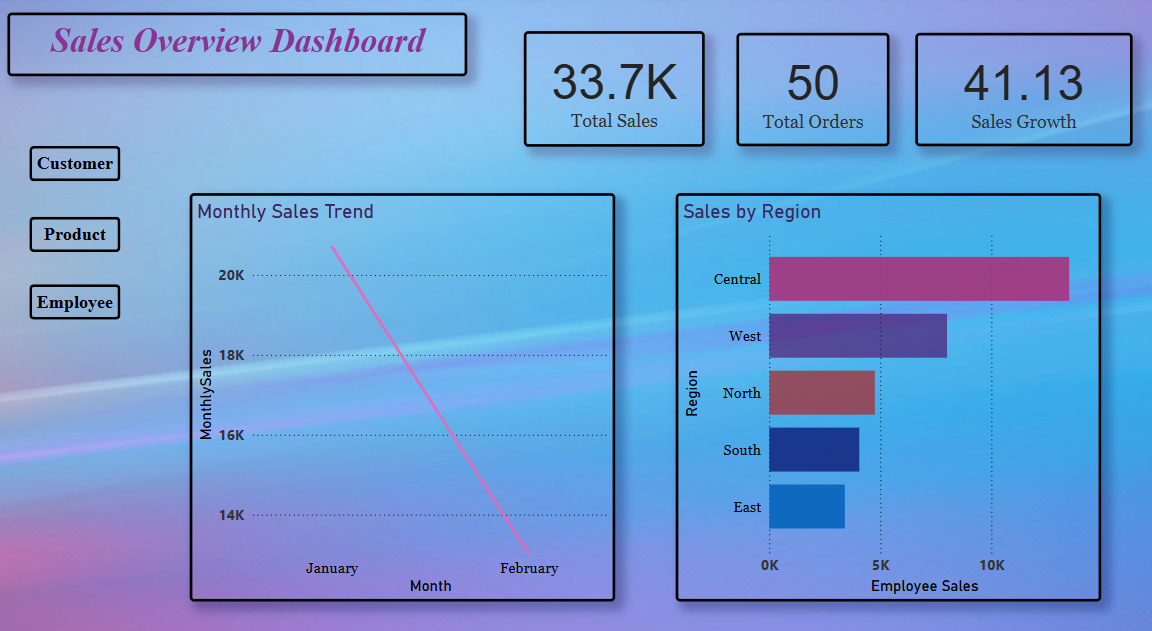 Sales Overview Dashboard
33.7K
Total Sales
50
Total Orders
41.13
Sales Growth
Customer
Product
Employee
Monthly Sales Trend
MonthlySales
20K
18K
16K
14K
January
February
Month
Sales by Region
Region
Central
West
North
South
East
0K
5K
10K
Employee Sales